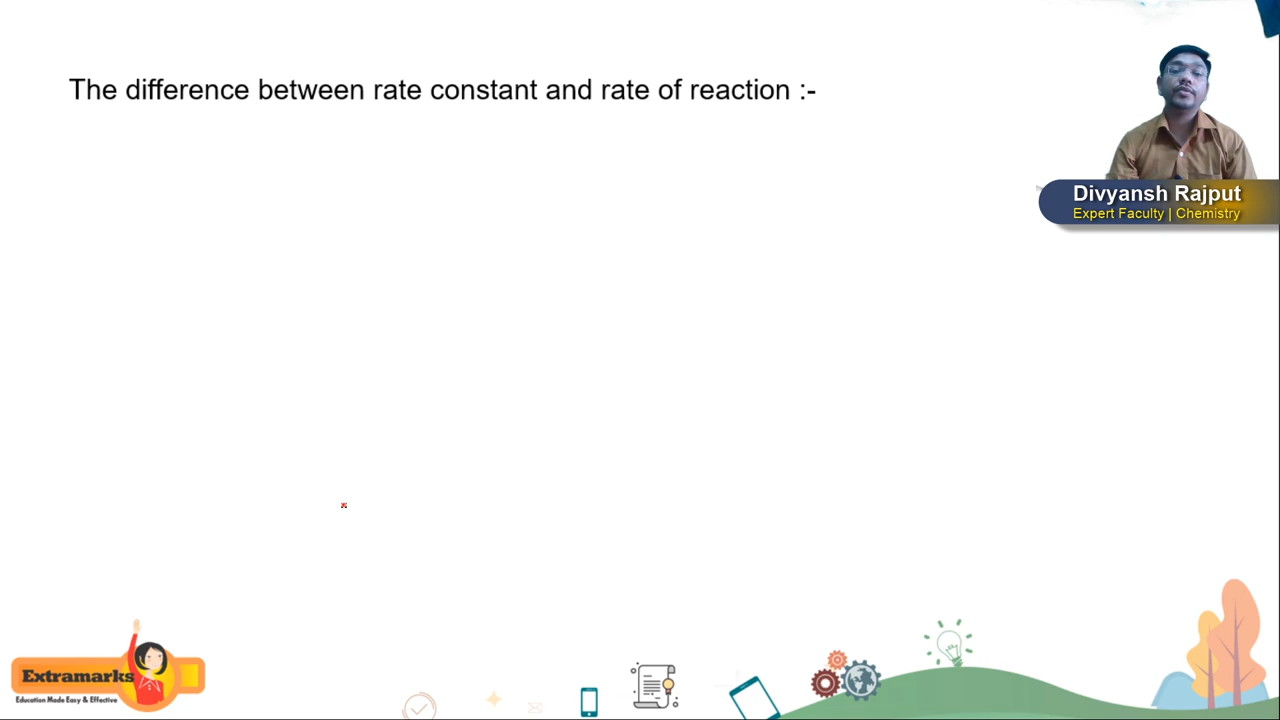 The difference between rate constant and rate of reaction :-
Divyansh Rajput
Expert Faculty | Chemistry
Extramarks
Education Made Easy & Effective